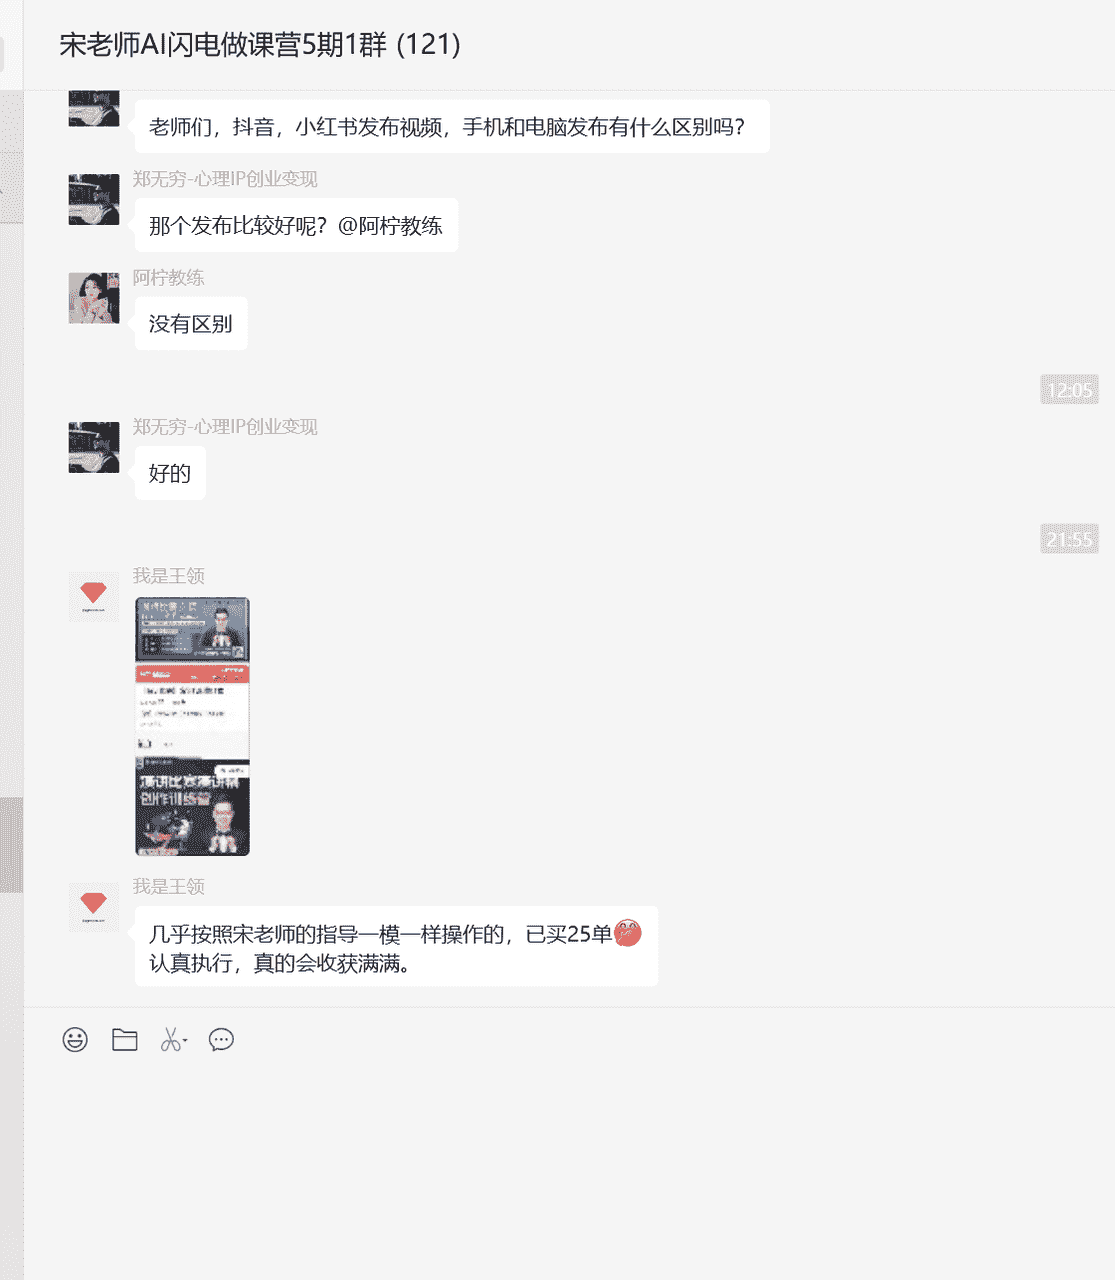 宋老师AI闪电做课营5期1群 (121)
老师们，抖音，小红书发布视频，手机和电脑发布有什么区别吗？
郑无穷-心理IP创业变现
那个发布比较好呢？@阿柠教练
阿柠教练
没有区别
12:05
郑无穷-心理IP创业变现
好的
21:55
我是王领
我是王领
几乎按照宋老师的指导一模一样操作的，已买25单
认真执行，真的会收获满满。